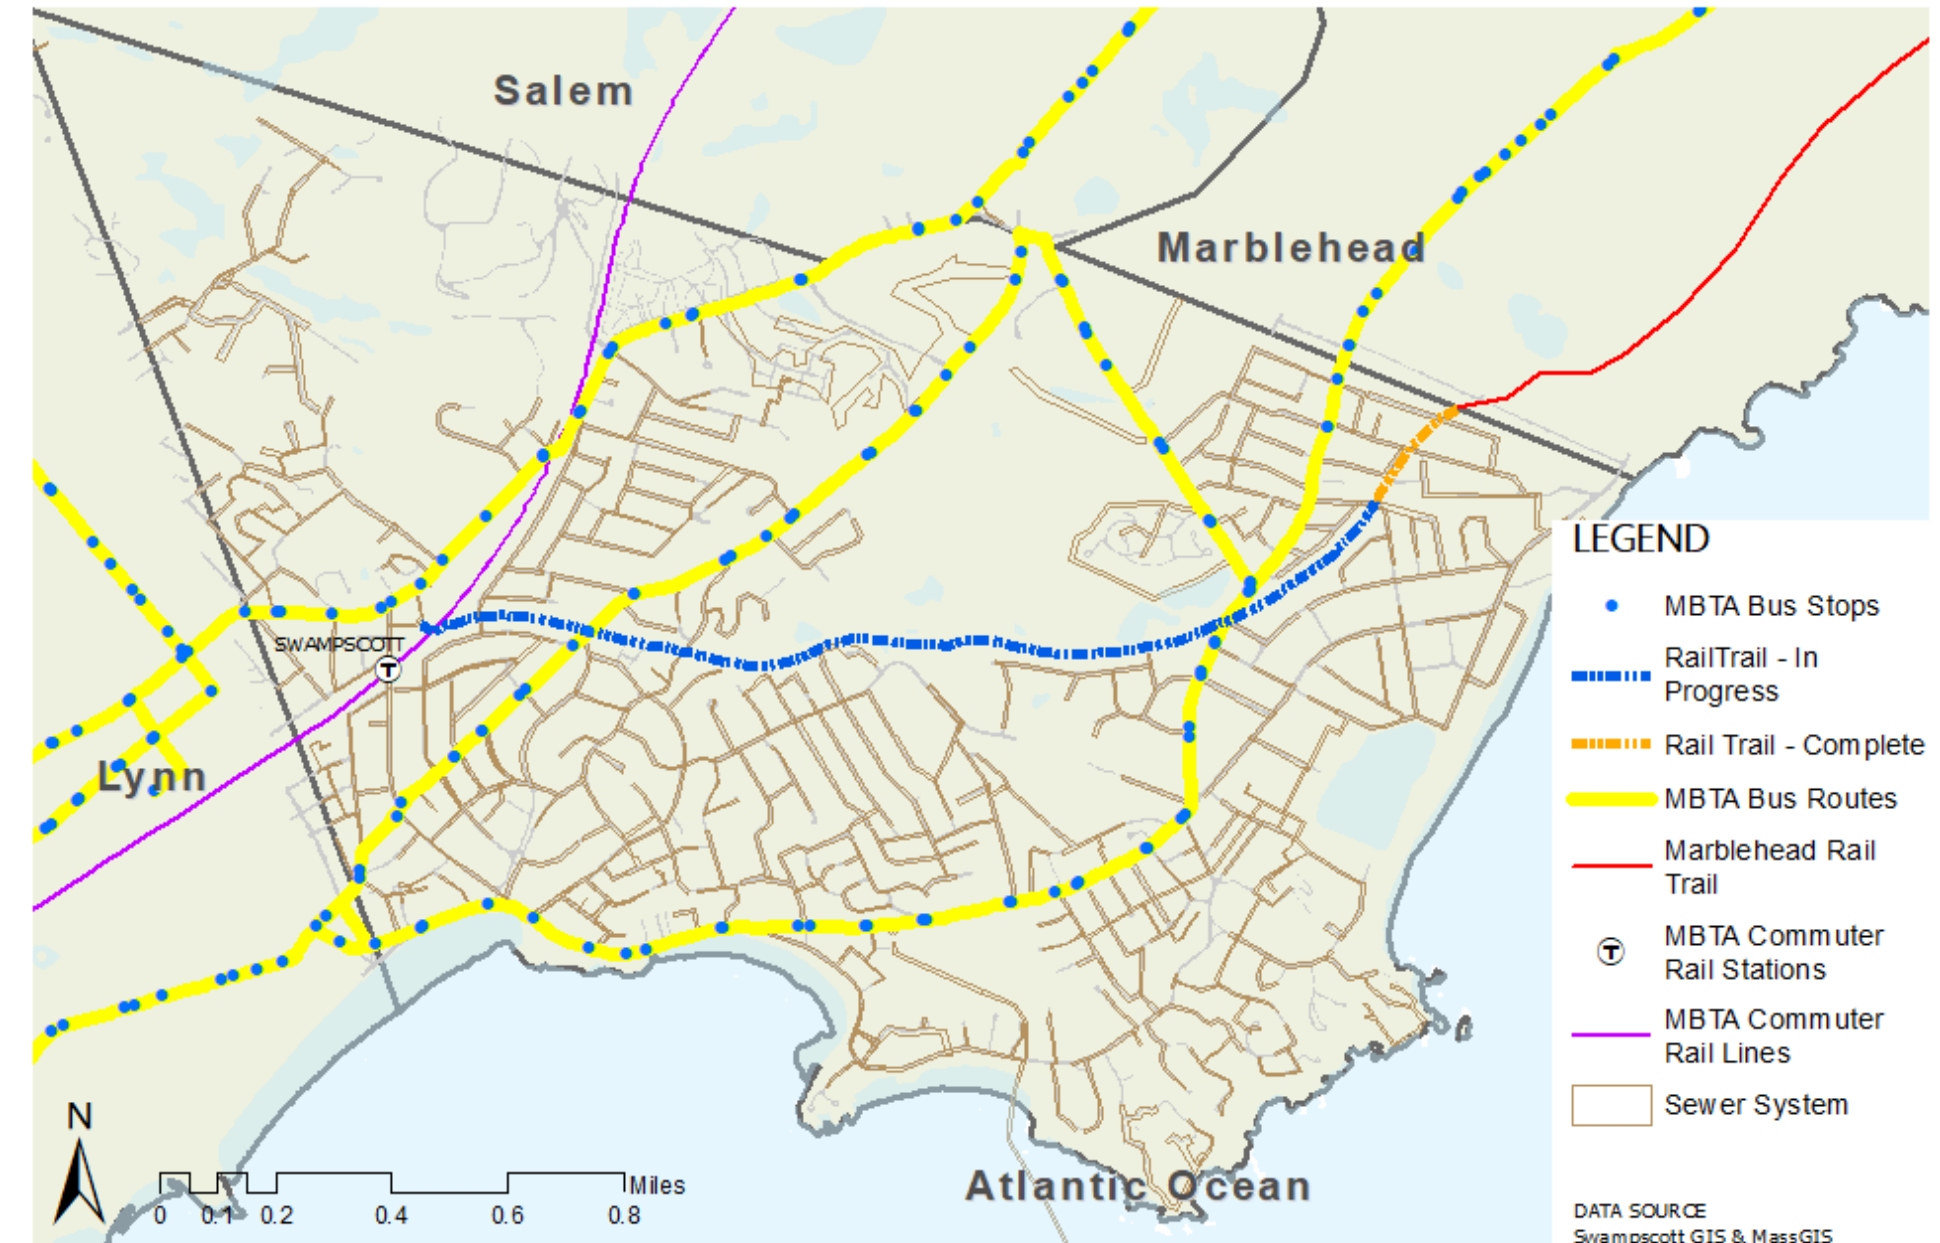 Salem
Marblehead
SWAMPSCOTT
T
Lynn
Atlantic Ocean
N
Miles
0 0.1 0.2 0.4 0.6 0.8
LEGEND
MBTA Bus Stops
RailTrail - In
Progress
Rail Trail - Complete
MBTA Bus Routes
Marblehead Rail
Trail
T
MBTA Commuter
Rail Stations
MBTA Commuter
Rail Lines
Sewer System
DATA SOURCE
Swampscott GIS & MassGIS